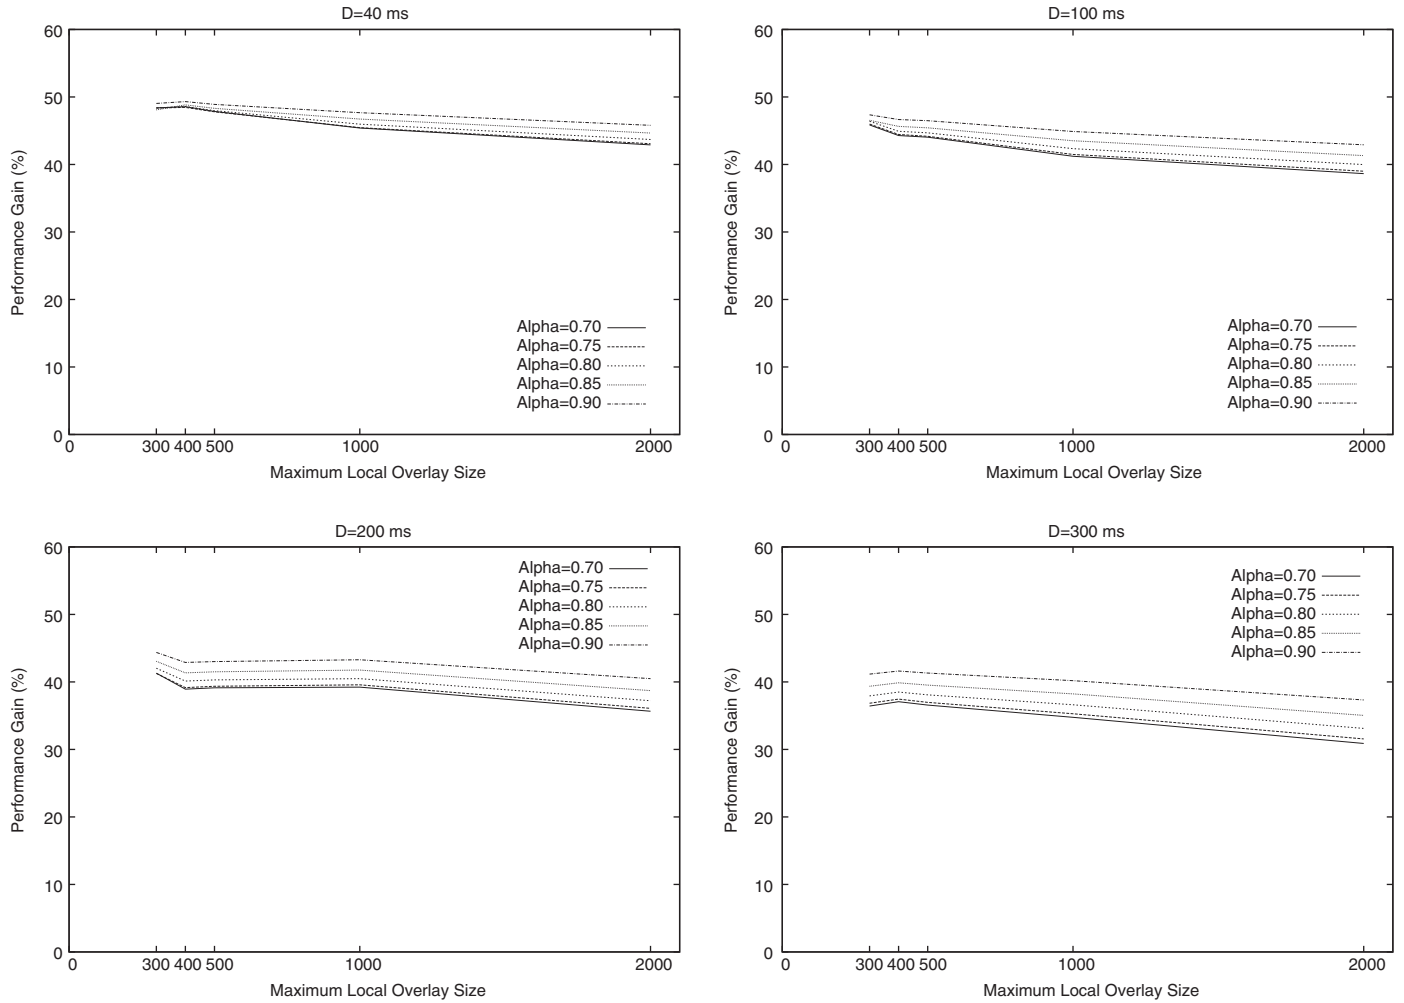 D=40 ms
60
50
40
30
20
10
0
Performance Gain (%)
Alpha=0.70
Alpha=0.75
Alpha=0.80
Alpha=0.85
Alpha=0.90
0 300 400 500 1000 2000
Maximum Local Overlay Size
D=100 ms
60
50
40
30
20
10
0
Performance Gain (%)
Alpha=0.70
Alpha=0.75
Alpha=0.80
Alpha=0.85
Alpha=0.90
0 300 400 500 1000 2000
Maximum Local Overlay Size
D=200 ms
60
50
40
30
20
10
0
Performance Gain (%)
Alpha=0.70
Alpha=0.75
Alpha=0.80
Alpha=0.85
Alpha=0.90
0 300 400 500 1000 2000
Maximum Local Overlay Size
D=300 ms
60
50
40
30
20
10
0
Performance Gain (%)
Alpha=0.70
Alpha=0.75
Alpha=0.80
Alpha=0.85
Alpha=0.90
0 300 400 500 1000 2000
Maximum Local Overlay Size